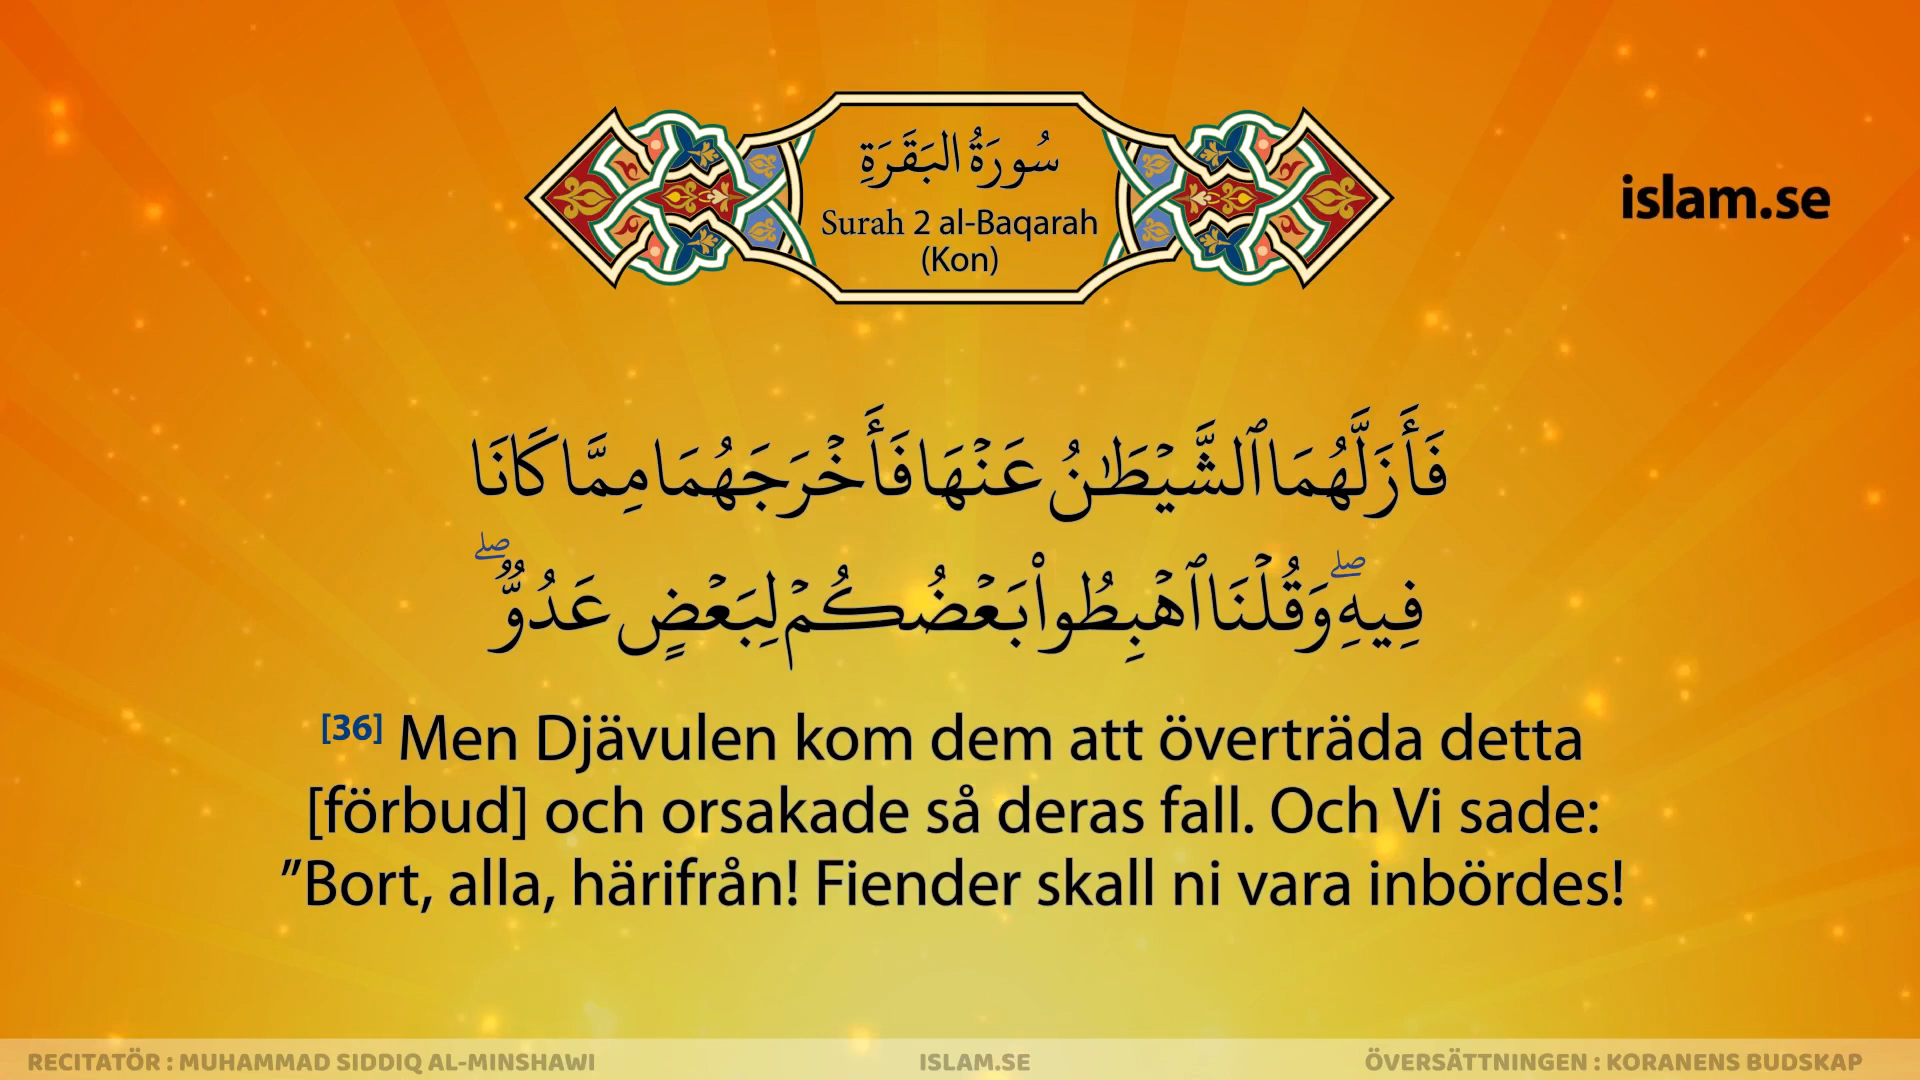 سُورَةُ البَقَرَةِ
Surah 2 al-Baqarah
(Kon)
islam.se
فَأَزَلَّهُمَا ٱلشَّيْطَـٰنُ عَنْهَا فَأَخْرَجَهُمَا مِمَّا كَانَا
فِيهِ ۖ وَقُلْنَا ٱهْبِطُوا۟ بَعْضُكُمْ لِبَعْضٍ عَدُوٌّ ۖ
[36] Men Djävulen kom dem att överträda detta
[förbud] och orsakade så deras fall. Och Vi sade:
”Bort, alla, härifrån! Fiender skall ni vara inbördes!
RECITATÖR : MUHAMMAD SIDDIQ AL-MINSHAWI
ISLAM.SE
ÖVERSÄTTNINGEN : KORANENS BUDSKAP